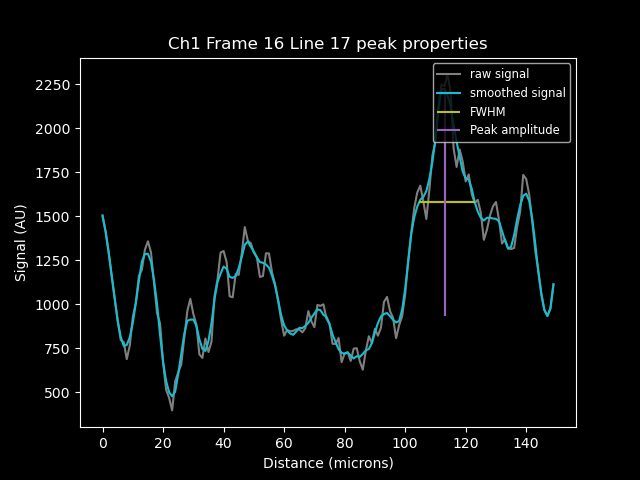 Ch1 Frame 16 Line 17 peak properties
raw signal
smoothed signal
FWHM
Peak amplitude
Signal (AU)
2250
2000
1750
1500
1250
1000
750
500
0 20 40 60 80 100 120 140
Distance (microns)